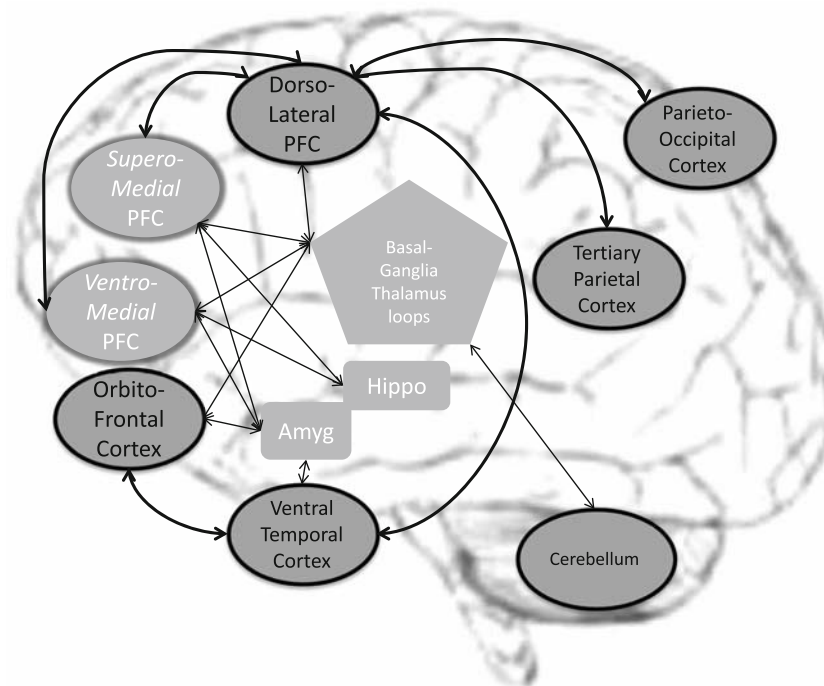 Dorso-
Lateral
PFC
Parieto-
Occipital
Cortex
Supero-
Medial
PFC
Basal-
Ganglia
Thalamus
loops
Tertiary
Parietal
Cortex
Ventro-
Medial
PFC
Hippo
Orbito-
Frontal
Cortex
Amyg
Ventral
Temporal
Cortex
Cerebellum